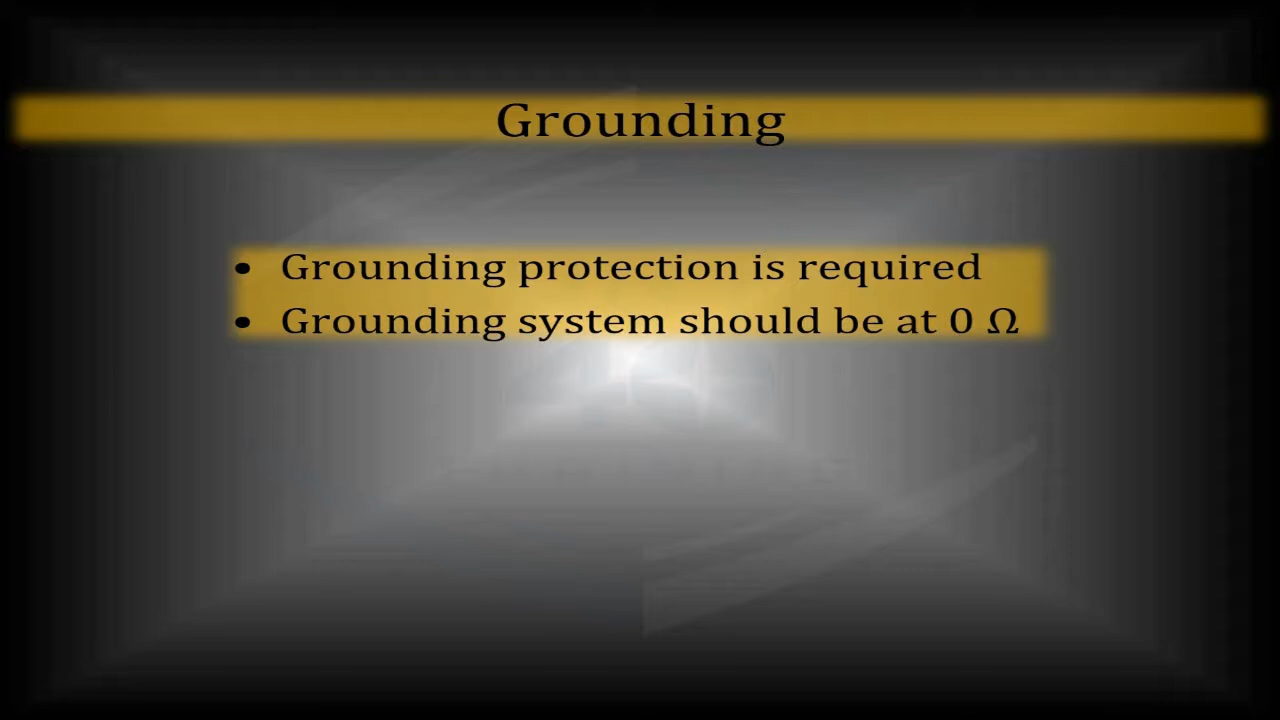 Grounding
• Grounding protection is required
• Grounding system should be at 0 Ω